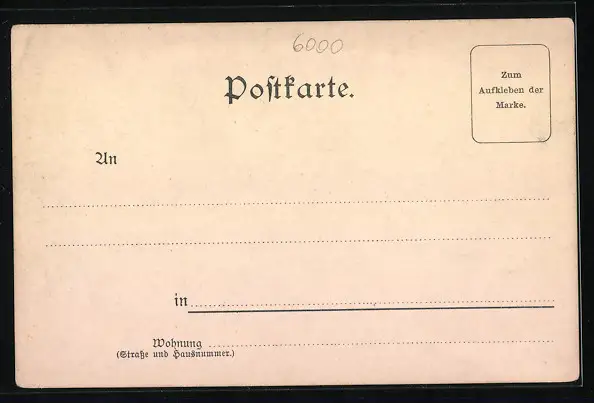 6000
Poſtkarte.
Zum
Aufkleben der
Marke.
An
in
Wohnung
(Straße und Hausnummer.)